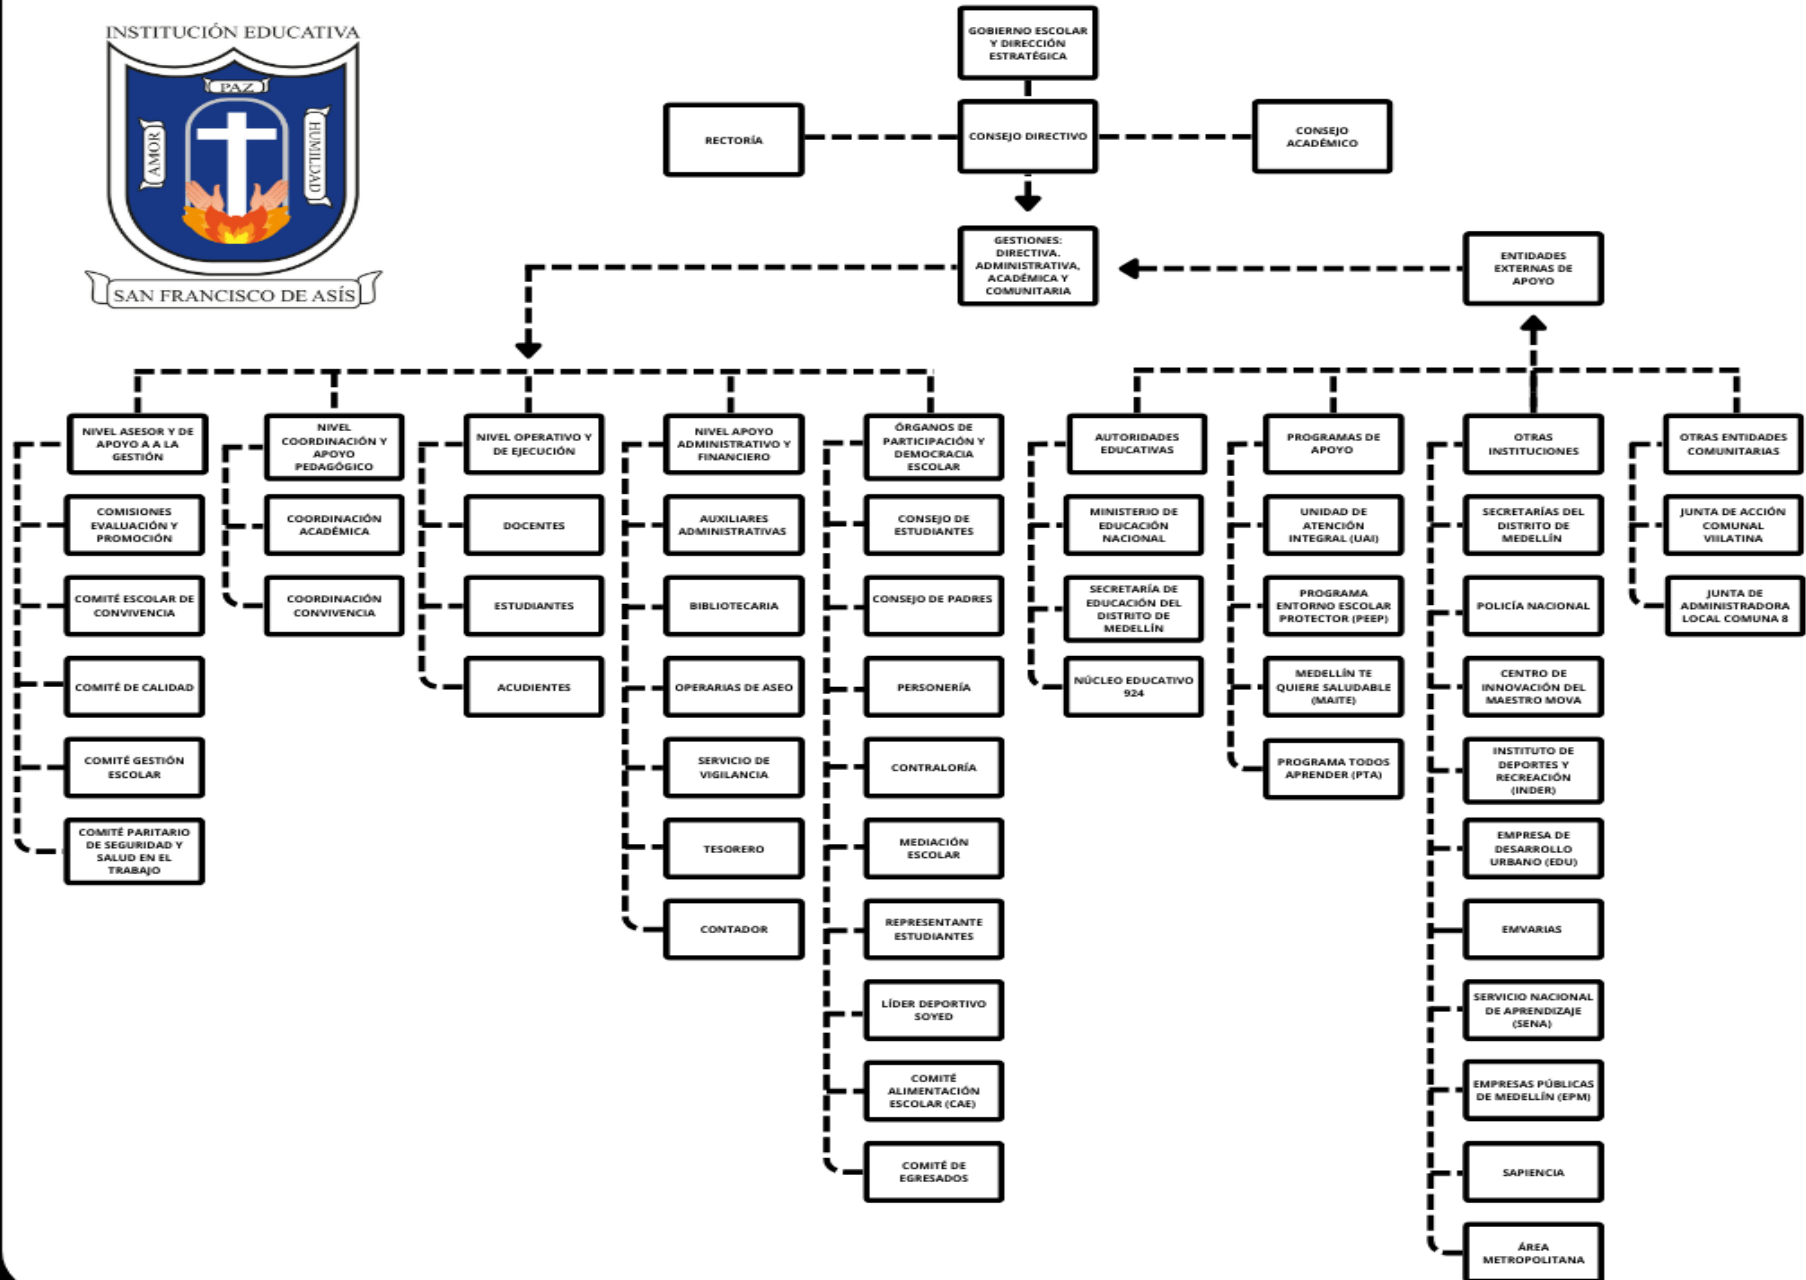 INSTITUCIÓN EDUCATIVA
PAZ
AMOR
HUMILDAD
SAN FRANCISCO DE ASÍS
GOBIERNO ESCOLAR
Y DIRECCIÓN
ESTRATÉGICA
RECTORÍA
CONSEJO DIRECTIVO
CONSEJO
ACADÉMICO
GESTIONES:
DIRECTIVA.
ADMINISTRATIVA,
ACADÉMICA Y
COMUNITARIA
ENTIDADES
EXTERNAS DE
APOYO
NIVEL ASESOR Y DE
APOYO A A LA
GESTIÓN
COMISIONES
EVALUACIÓN Y
PROMOCIÓN
COMITÉ ESCOLAR DE
CONVIVENCIA
COMITÉ DE CALIDAD
COMITÉ GESTIÓN
ESCOLAR
COMITÉ PARITARIO
DE SEGURIDAD Y
SALUD EN EL
TRABAJO
NIVEL
COORDINACIÓN Y
APOYO
PEDAGÓGICO
COORDINACIÓN
ACADÉMICA
COORDINACIÓN
CONVIVENCIA
NIVEL OPERATIVO Y
DE EJECUCIÓN
DOCENTES
ESTUDIANTES
ACUDIENTES
NIVEL APOYO
ADMINISTRATIVO Y
FINANCIERO
AUXILIARES
ADMINISTRATIVAS
BIBLIOTECARIA
OPERARIAS DE ASEO
SERVICIO DE
VIGILANCIA
TESORERO
CONTADOR
ÓRGANOS DE
PARTICIPACIÓN Y
DEMOCRACIA
ESCOLAR
CONSEJO DE
ESTUDIANTES
CONSEJO DE PADRES
PERSONERÍA
CONTRALORÍA
MEDIACIÓN
ESCOLAR
REPRESENTANTE
ESTUDIANTES
LÍDER DEPORTIVO
SOYED
COMITÉ
ALIMENTACIÓN
ESCOLAR (CAE)
COMITÉ DE
EGRESADOS
AUTORIDADES
EDUCATIVAS
MINISTERIO DE
EDUCACIÓN
NACIONAL
SECRETARÍA DE
EDUCACIÓN DEL
DISTRITO DE
MEDELLÍN
NÚCLEO EDUCATIVO
924
PROGRAMAS DE
APOYO
UNIDAD DE
ATENCIÓN
INTEGRAL (UAI)
PROGRAMA
ENTORNO ESCOLAR
PROTECTOR (PEEP)
MEDELLÍN TE
QUIERE SALUDABLE
(MAITE)
PROGRAMA TODOS
APRENDER (PTA)
OTRAS
INSTITUCIONES
SECRETARÍAS DEL
DISTRITO DE
MEDELLÍN
POLICÍA NACIONAL
CENTRO DE
INNOVACIÓN DEL
MAESTRO MOVA
INSTITUTO DE
DEPORTES Y
RECREACIÓN
(INDER)
EMPRESA DE
DESARROLLO
URBANO (EDU)
EMVARIAS
SERVICIO NACIONAL
DE APRENDIZAJE
(SENA)
EMPRESAS PÚBLICAS
DE MEDELLÍN (EPM)
SAPIENCIA
ÁREA
METROPOLITANA
OTRAS ENTIDADES
COMUNITARIAS
JUNTA DE ACCIÓN
COMUNAL
VIILATINA
JUNTA DE
ADMINISTRADORA
LOCAL COMUNA 8